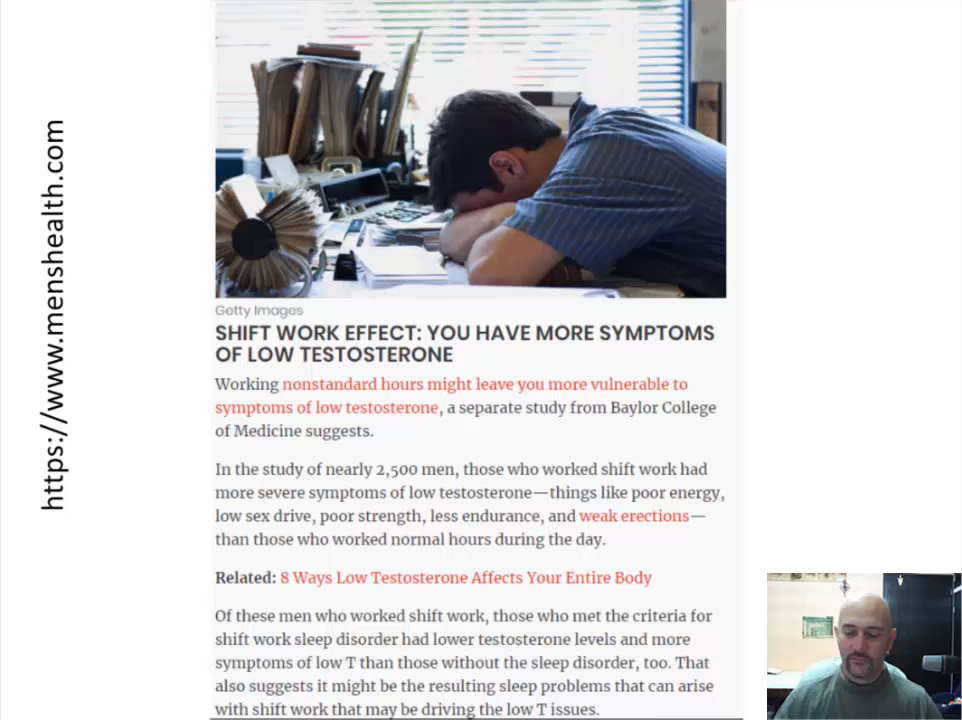 https://www.menshealth.com
Getty Images
SHIFT WORK EFFECT: YOU HAVE MORE SYMPTOMS
OF LOW TESTOSTERONE
Working nonstandard hours might leave you more vulnerable to
symptoms of low testosterone, a separate study from Baylor College
of Medicine suggests.
In the study of nearly 2,500 men, those who worked shift work had
more severe symptoms of low testosterone—things like poor energy,
low sex drive, poor strength, less endurance, and weak erections—
than those who worked normal hours during the day.
Related: 8 Ways Low Testosterone Affects Your Entire Body
Of these men who worked shift work, those who met the criteria for
shift work sleep disorder had lower testosterone levels and more
symptoms of low T than those without the sleep disorder, too. That
also suggests it might be the resulting sleep problems that can arise
with shift work that may be driving the low T issues.